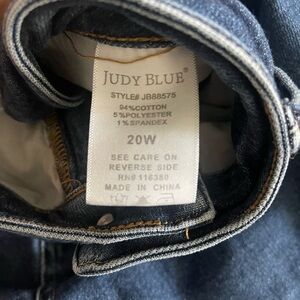 JUDY BLUE®
STYLE# JB88575
94%COTTON
5%POLYESTER
1%SPANDEX
20W
SEE CARE ON
REVERSE SIDE
RN# 116380
MADE IN CHINA